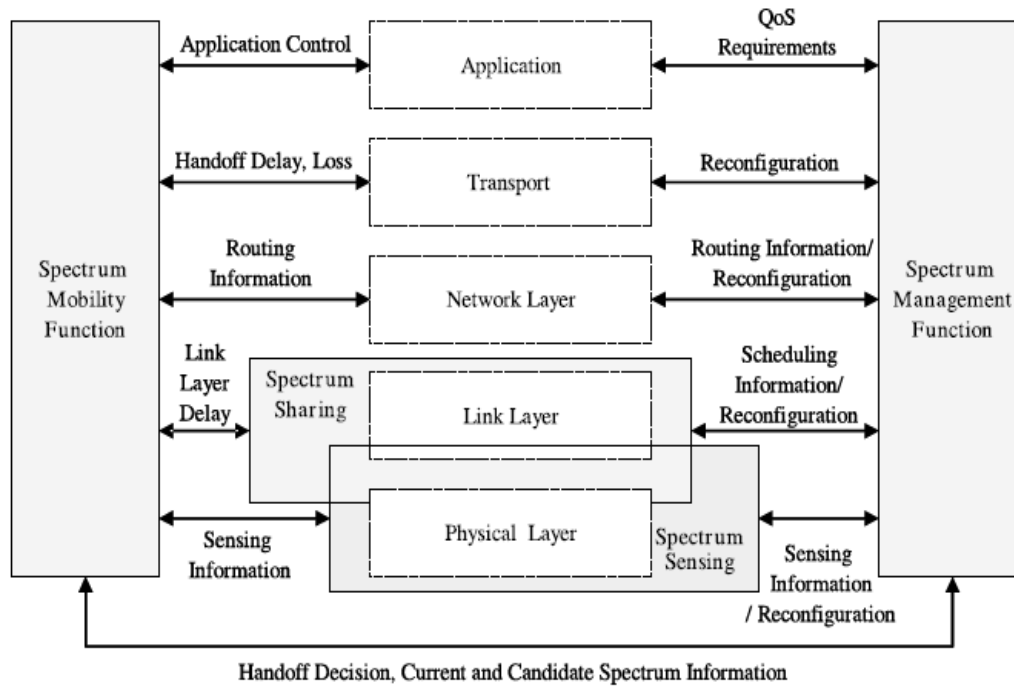 QoS
Requirements
Application Control
Application
Handoff Delay, Loss
Transport
Reconfiguration
Routing
Information
Routing Information/
Reconfiguration
Spectrum
Mobility
Function
Network Layer
Spectrum
Management
Function
Link
Layer
Delay
Spectrum
Sharing
Link Layer
Scheduling
Information/
Reconfiguration
Physical Layer
Spectrum
Sensing
Sensing
Information
Sensing
Information
/ Reconfiguration
Handoff Decision, Current and Candidate Spectrum Information